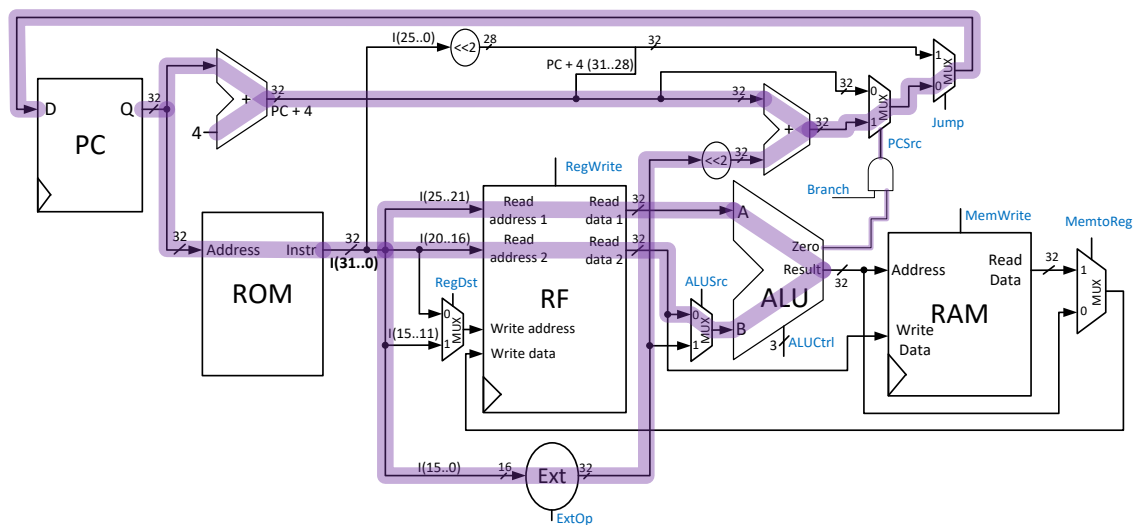 I(25..0)
<<2
28
32
1
MUX
0
Jump
PC + 4 (31..28)
D
32
Q
PC
4
+
32
PC + 4
32
32
0
MUX
1
+
32
PCSrc
<<2
32
Branch
RegWrite
I(25..21)
Read
address 1
Read
data 1
32
A
32
Address
Instr
32
I(31..0)
I(20..16)
Read
address 2
Read
data 2
32
Zero
Result
32
MemWrite
MemtoReg
Address
Read
Data
32
1
MUX
0
ROM
RegDst
0
MUX
1
I(15..11)
RF
Write address
Write data
ALUSrc
0
MUX
1
B
ALU
3
ALUCtrl
RAM
Write
Data
I(15..0)
16
Ext
32
ExtOp